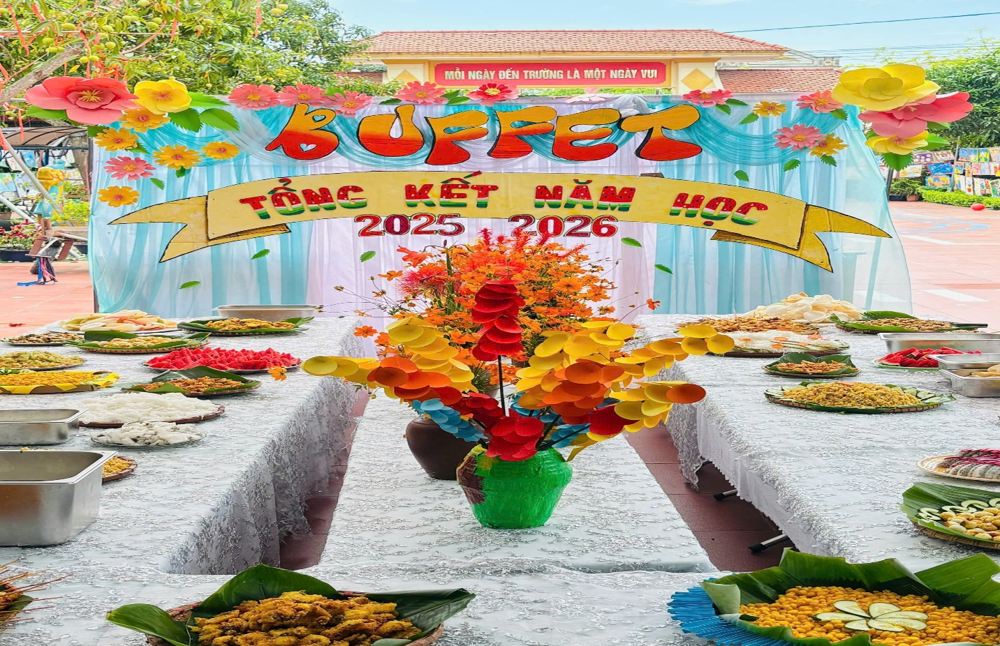 MỖI NGÀY ĐẾN TRƯỜNG LÀ MỘT NGÀY VUI
BUFFET
TỔNG KẾT NĂM HỌC
2025 2026